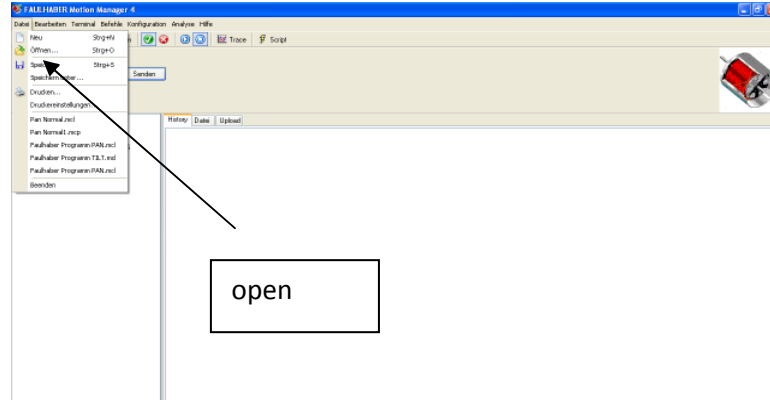 FAULHABER Motion Manager 4
Datei Bearbeiten Terminal Befehle Konfiguration Analyse Hilfe
Trace Script
Neu Strg+N
Öffnen... Strg+O
Strg+S
Speichern unter ...
Senden
Drucken...
Druckereinstellungen
History Datei Upload
Pan Normal.mcl
Pan Normal1.mcp
Faulhaber Programm PAN.mcl
Faulhaber Programm TILT.mcl
Faulhaber Programm PAN.mcl
Beenden
open